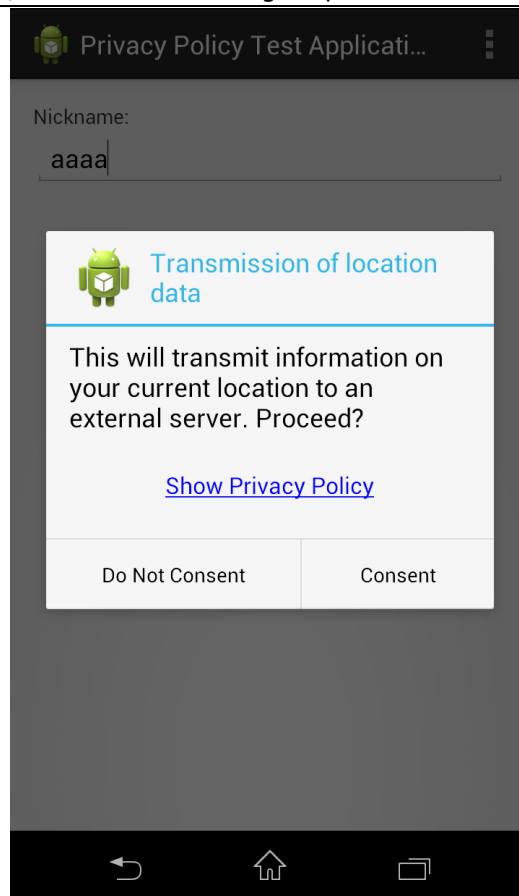 Privacy Policy Test Applicati...
Nickname:
aaaa
Transmission of location
data
This will transmit information on
your current location to an
external server. Proceed?
Show Privacy Policy
Do Not Consent
Consent